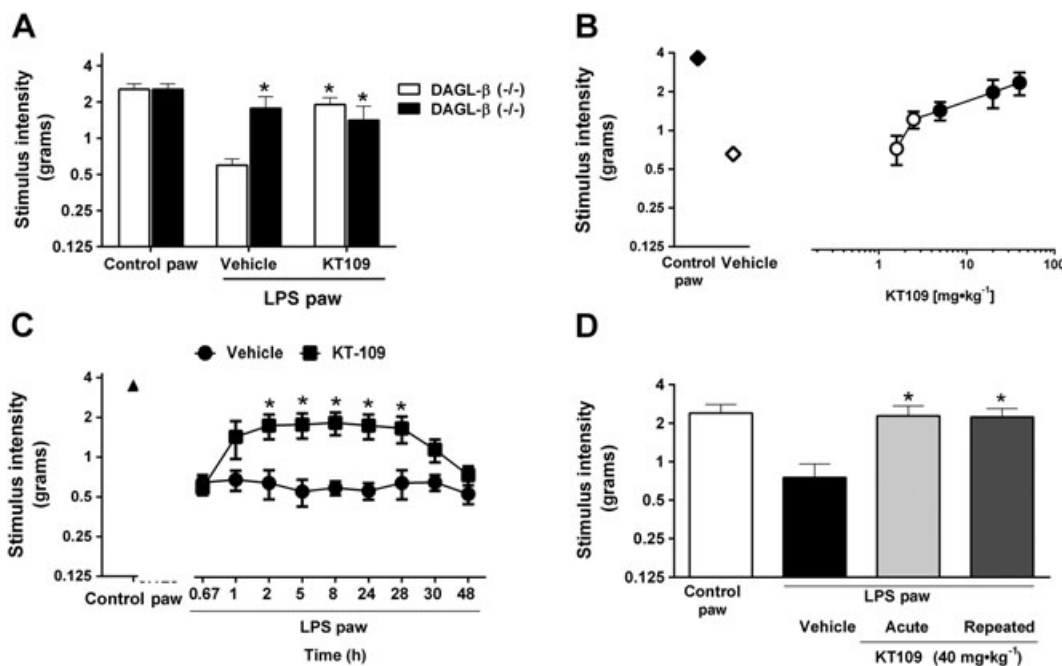 A
Stimulus intensity
(grams)
4
2
1
0.5
0.25
0.125
DAGL-β (-/-)
DAGL-β (-/-)
*
*
*
Control paw
Vehicle
KT109
LPS paw
B
Stimulus intensity
(grams)
4
2
1
0.5
0.25
0.125
Control Vehicle
paw
1
10
100
KT109 [mg•kg⁻¹]
C
Vehicle
KT-109
Stimulus intensity
(grams)
4
2
1
0.5
0.25
0.125
* * * * *
Control paw
0.67 1 2 5 8 24 28 30 48
LPS paw
Time (h)
D
Stimulus intensity
(grams)
4
2
1
0.5
0.25
0.125
*
*
Control
paw
LPS paw
Vehicle
Acute
Repeated
KT109 (40 mg•kg⁻¹)